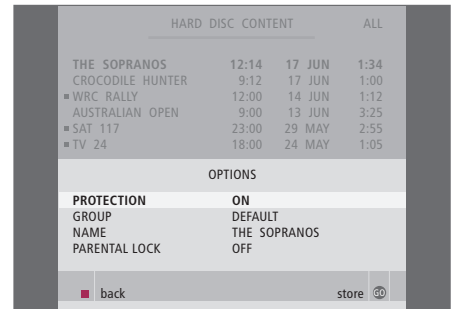 HARD DISC CONTENT ALL
THE SOPRANOS 12:14 17 JUN 1:34
CROCODILE HUNTER 9:12 17 JUN 1:00
WRC RALLY 12:00 14 JUN 1:12
AUSTRALIAN OPEN 9:00 13 JUN 3:25
SAT 117 23:00 29 MAY 2:55
TV 24 18:00 24 MAY 1:05
OPTIONS
PROTECTION ON
GROUP DEFAULT
NAME THE SOPRANOS
PARENTAL LOCK OFF
back store GO